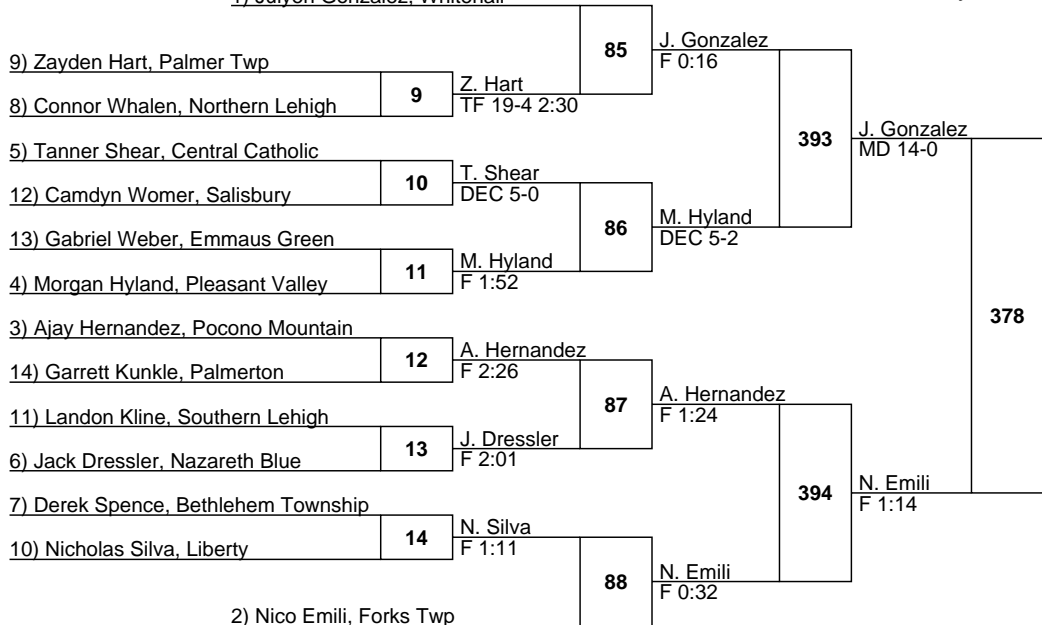 85
J. Gonzalez
F 0:16
9) Zayden Hart, Palmer Twp
9
Z. Hart
TF 19-4 2:30
8) Connor Whalen, Northern Lehigh
393
J. Gonzalez
MD 14-0
5) Tanner Shear, Central Catholic
10
T. Shear
DEC 5-0
12) Camdyn Womer, Salisbury
86
M. Hyland
DEC 5-2
13) Gabriel Weber, Emmaus Green
11
M. Hyland
F 1:52
4) Morgan Hyland, Pleasant Valley
378
3) Ajay Hernandez, Pocono Mountain
12
A. Hernandez
F 2:26
14) Garrett Kunkle, Palmerton
87
A. Hernandez
F 1:24
11) Landon Kline, Southern Lehigh
13
J. Dressler
F 2:01
6) Jack Dressler, Nazareth Blue
394
N. Emili
F 1:14
7) Derek Spence, Bethlehem Township
14
N. Silva
F 1:11
10) Nicholas Silva, Liberty
88
N. Emili
F 0:32
2) Nico Emili, Forks Twp